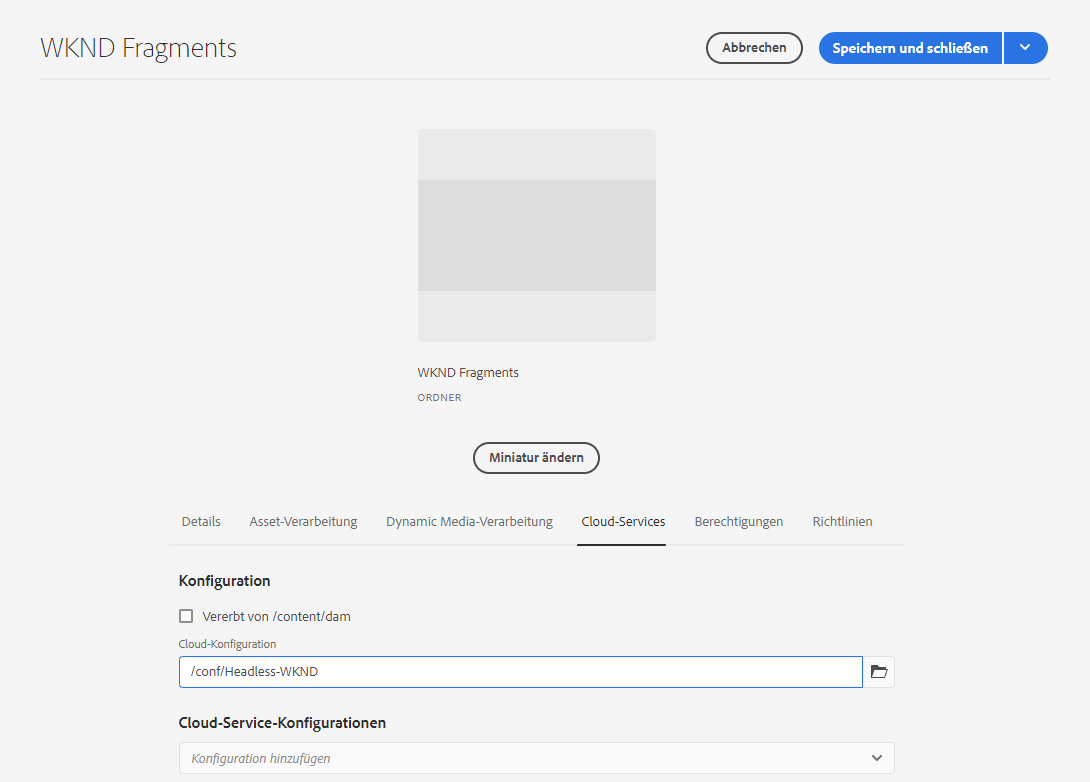 WKND Fragments
Abbrechen
Speichern und schließen
WKND Fragments
ORDNER
Miniatur ändern
Details Asset-Verarbeitung Dynamic Media-Verarbeitung Cloud-Services Berechtigungen Richtlinien
Konfiguration
Vererbt von /content/dam
Cloud-Konfiguration
/conf/Headless-WKND
Cloud-Service-Konfigurationen
Konfiguration hinzufügen